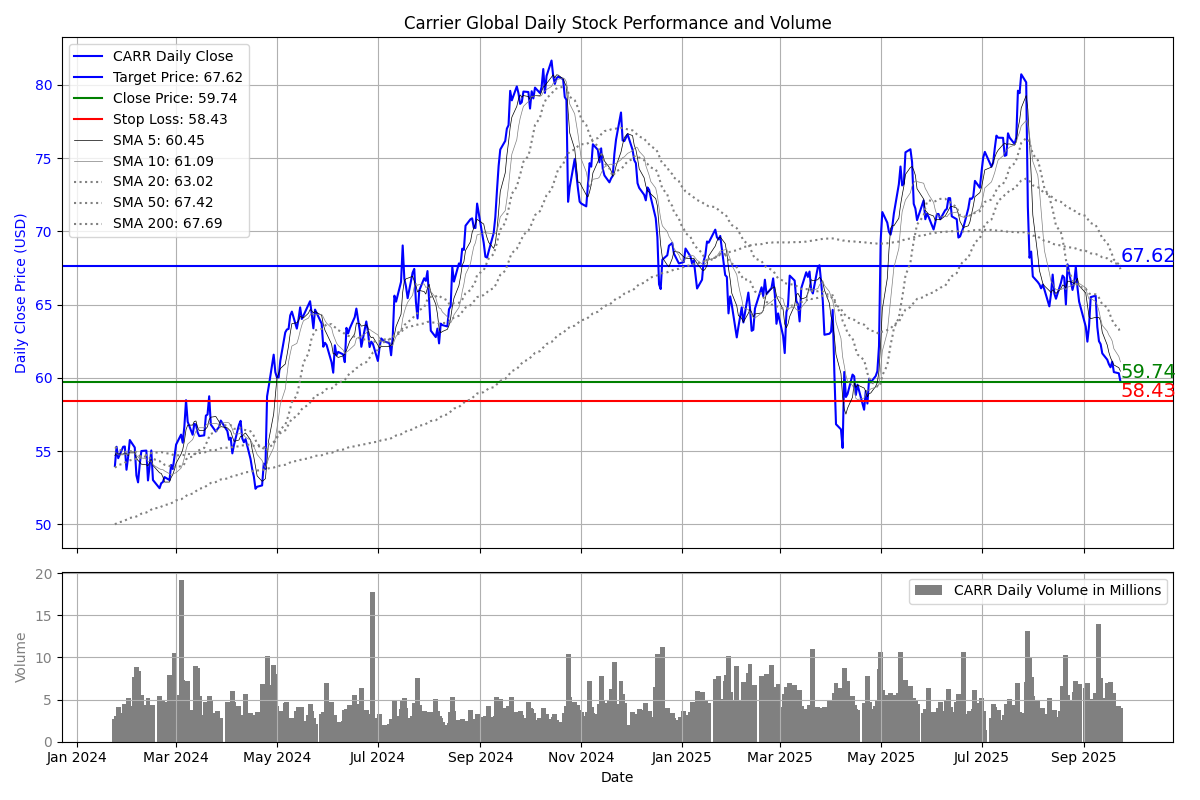 Carrier Global Daily Stock Performance and Volume
CARR Daily Close
Target Price: 67.62
Close Price: 59.74
Stop Loss: 58.43
SMA 5: 60.45
SMA 10: 61.09
SMA 20: 63.02
SMA 50: 67.42
SMA 200: 67.69
Daily Close Price (USD)
80
75
70
65
60
55
50
67.62
59.74
58.43
CARR Daily Volume in Millions
Volume
20
15
10
5
0
Jan 2024 Mar 2024 May 2024 Jul 2024 Sep 2024 Nov 2024 Jan 2025 Mar 2025 May 2025 Jul 2025 Sep 2025
Date